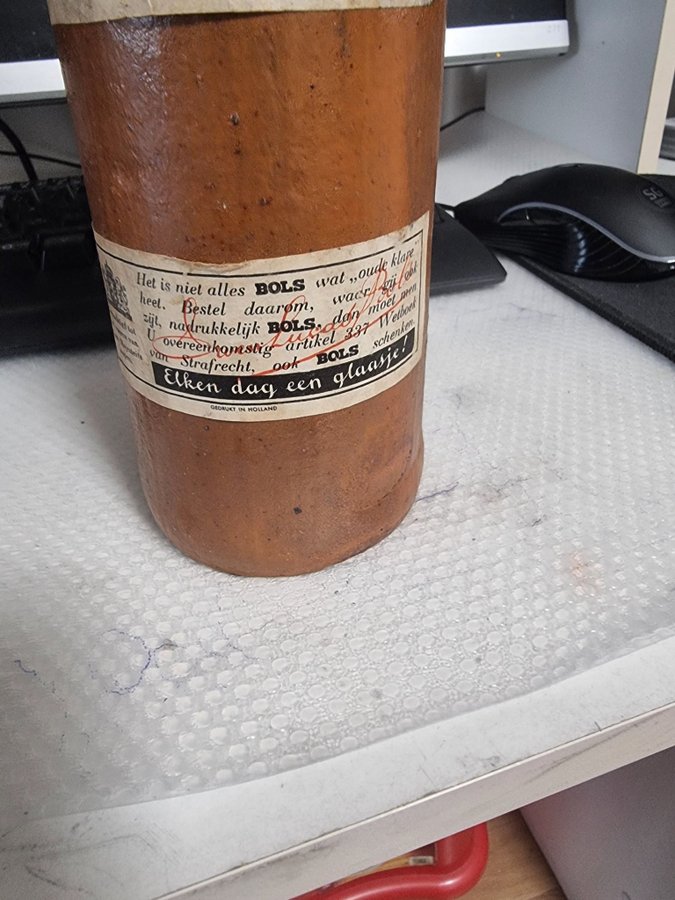 Het is niet alles BOLS wat „oude klare"
heet. Bestel daarom, waar gij ook
zijt, nadrukkelijk BOLS, dan moet men
U overeenkomstig artikel 337 Wetboek
van Strafrecht, ook BOLS schenken.
Elken dag een glaasje!
GEDRUKT IN HOLLAND